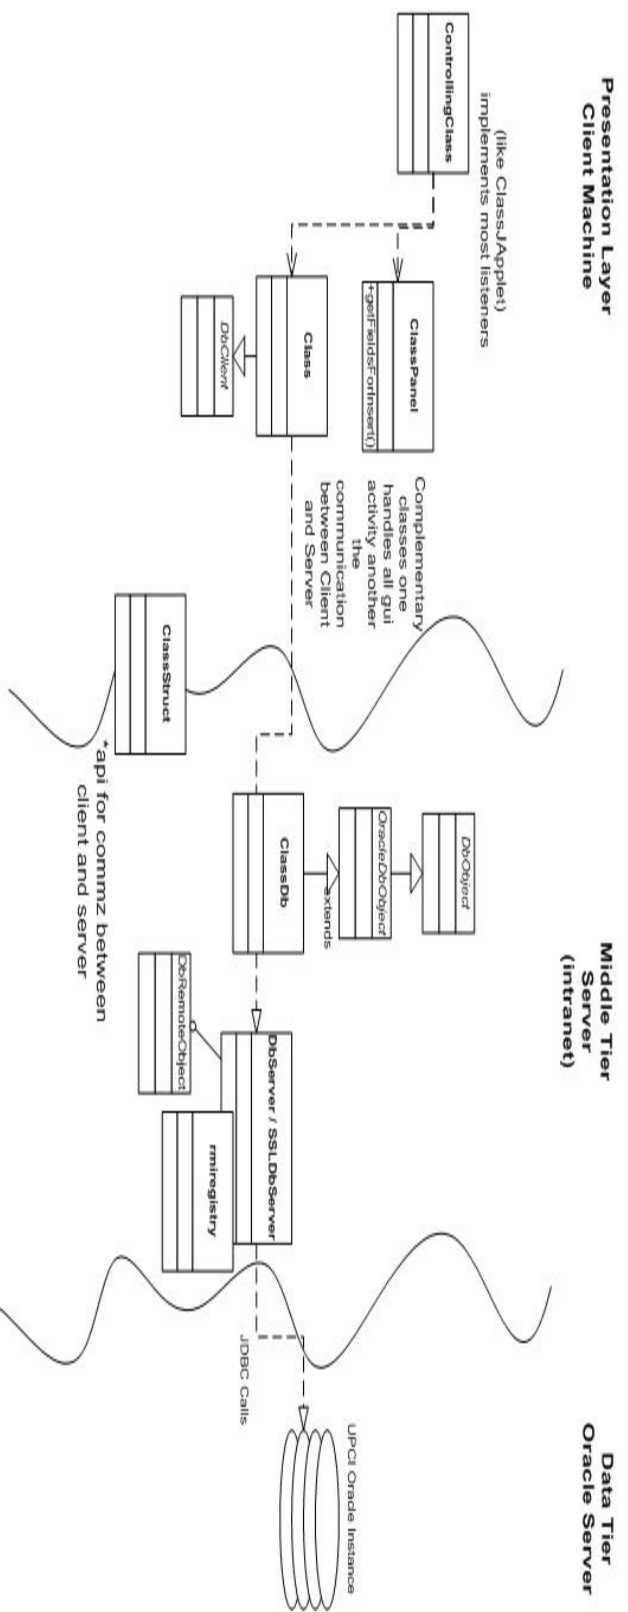 Presentation Layer
Client Machine
ControllingClass
(like ClassJApplet)
implements most listeners
ClassPanel
+getFieldsForInsert()
Class
DbClient
Complementary
classes one
handles all gui
activity another
the
communication
between Client
and Server
ClassStruct
*api for commz between
client and server
Middle Tier
Server
(intranet)
DbObject
OracleDbObject
extends
ClassDb
DbServer / SSLDbServer
DbRemoteObject
rmiregistry
JDBC Calls
Data Tier
Oracle Server
UPCI Oracle Instance